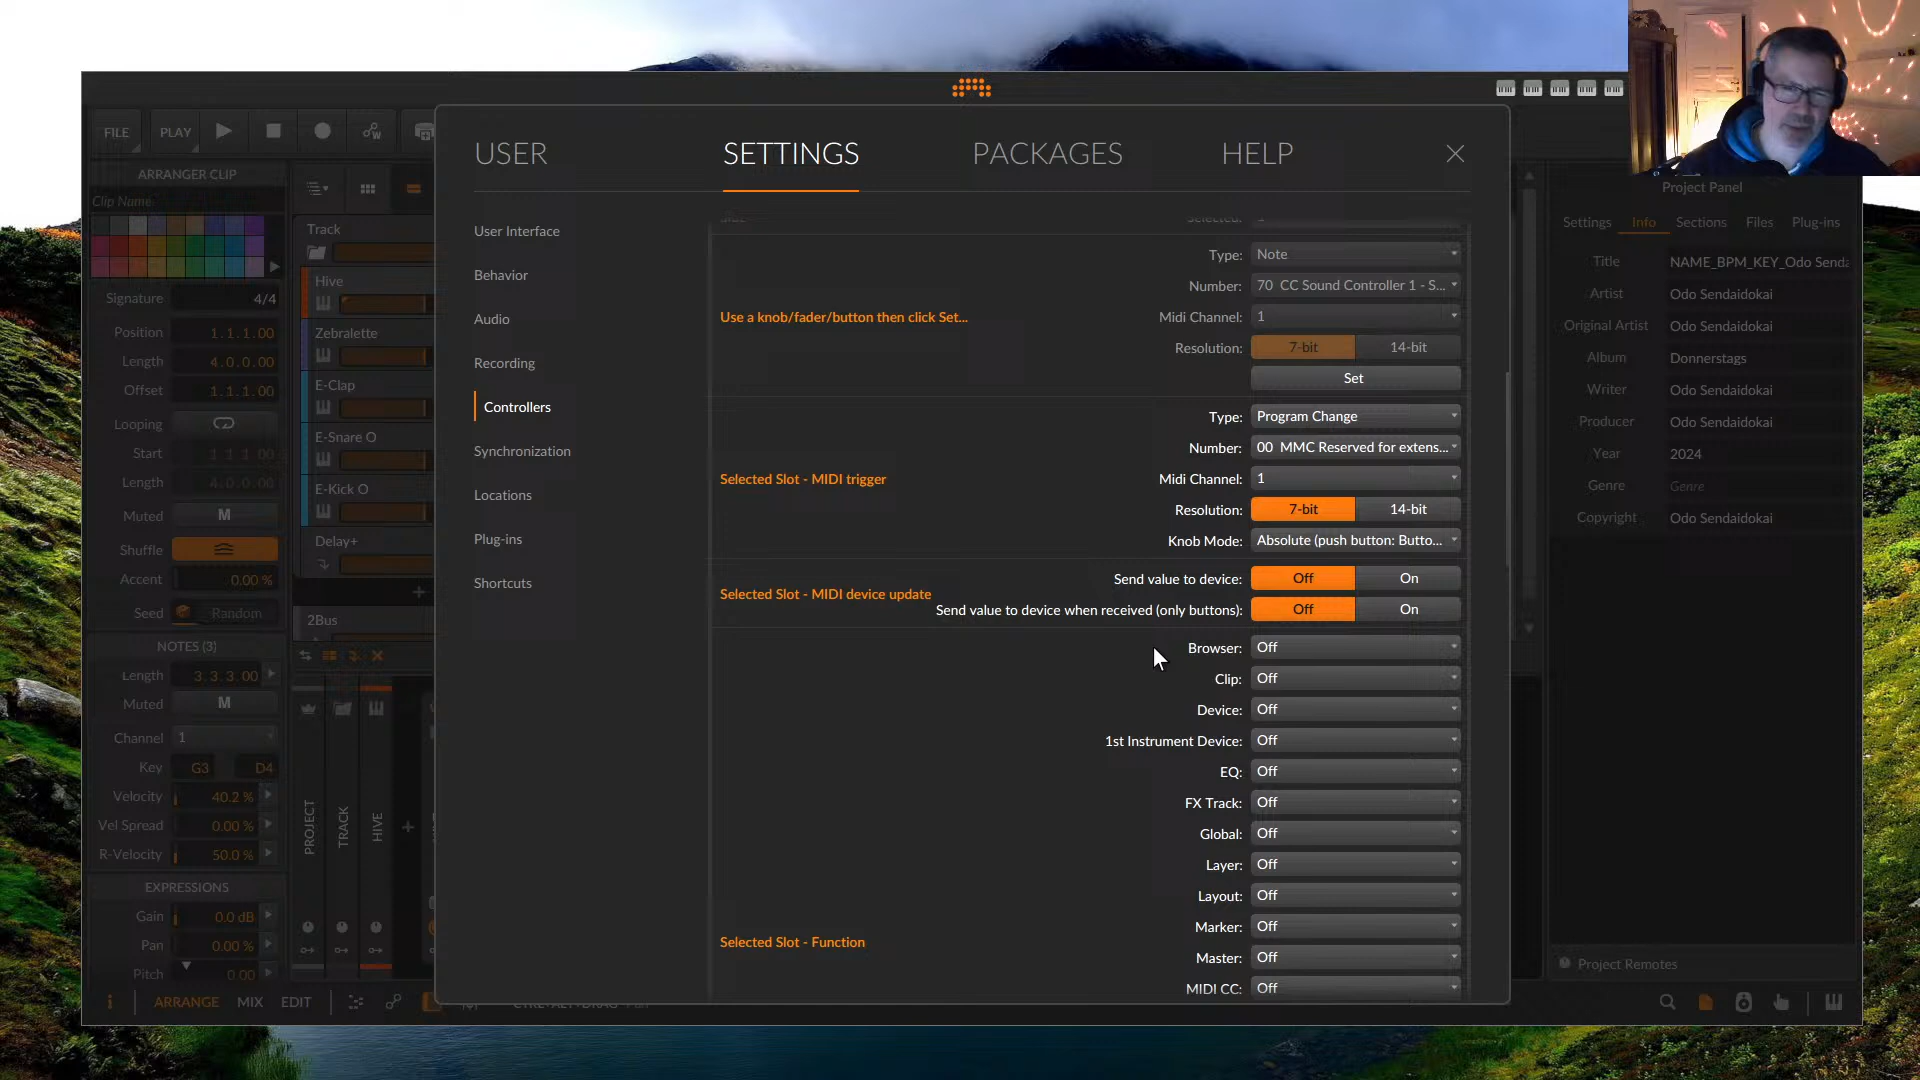 USER
SETTINGS
PACKAGES
HELP
FILE
PLAY
ARRANGER CLIP
Clip Name
Signature 4/4
Position 1.1.1.00
Length 4.0.0.00
Offset 1.1.1.00
Looping
Start 1.1.1.00
Length 4.0.0.00
Muted M
Shuffle
Accent 0.00 %
Seed Random
NOTES (3)
Length 3.3.3.00
Muted M
Channel 1
Key G3 D4
Velocity 40.2 %
Vel Spread 0.00 %
R-Velocity 50.0 %
EXPRESSIONS
Gain 0.0 dB
Pan 0.00 %
Pitch 0.00
Track
Hive
Zebralette
E-Clap
E-Snare O
E-Kick O
Delay+
2Bus
PROJECT
TRACK
HIVE
User Interface
Behavior
Audio
Recording
Controllers
Synchronization
Locations
Plug-ins
Shortcuts
Use a knob/fader/button then click Set...
Type: Note
Number: 70 CC Sound Controller 1 - S...
Midi Channel: 1
Resolution: 7-bit 14-bit
Set
Selected Slot - MIDI trigger
Type: Program Change
Number: 00 MMC Reserved for extens...
Midi Channel: 1
Resolution: 7-bit 14-bit
Knob Mode: Absolute (push button: Butto...
Selected Slot - MIDI device update
Send value to device: Off On
Send value to device when received (only buttons): Off On
Selected Slot - Function
Browser: Off
Clip: Off
Device: Off
1st Instrument Device: Off
EQ: Off
FX Track: Off
Global: Off
Layer: Off
Layout: Off
Marker: Off
Master: Off
MIDI CC: Off
Project Panel
Settings Info Sections Files Plug-ins
Title NAME_BPM_KEY_Odo Senda
Artist Odo Sendaidokai
Original Artist Odo Sendaidokai
Album Donnerstags
Writer Odo Sendaidokai
Producer Odo Sendaidokai
Year 2024
Genre Genre
Copyright Odo Sendaidokai
Project Remotes
i ARRANGE MIX EDIT